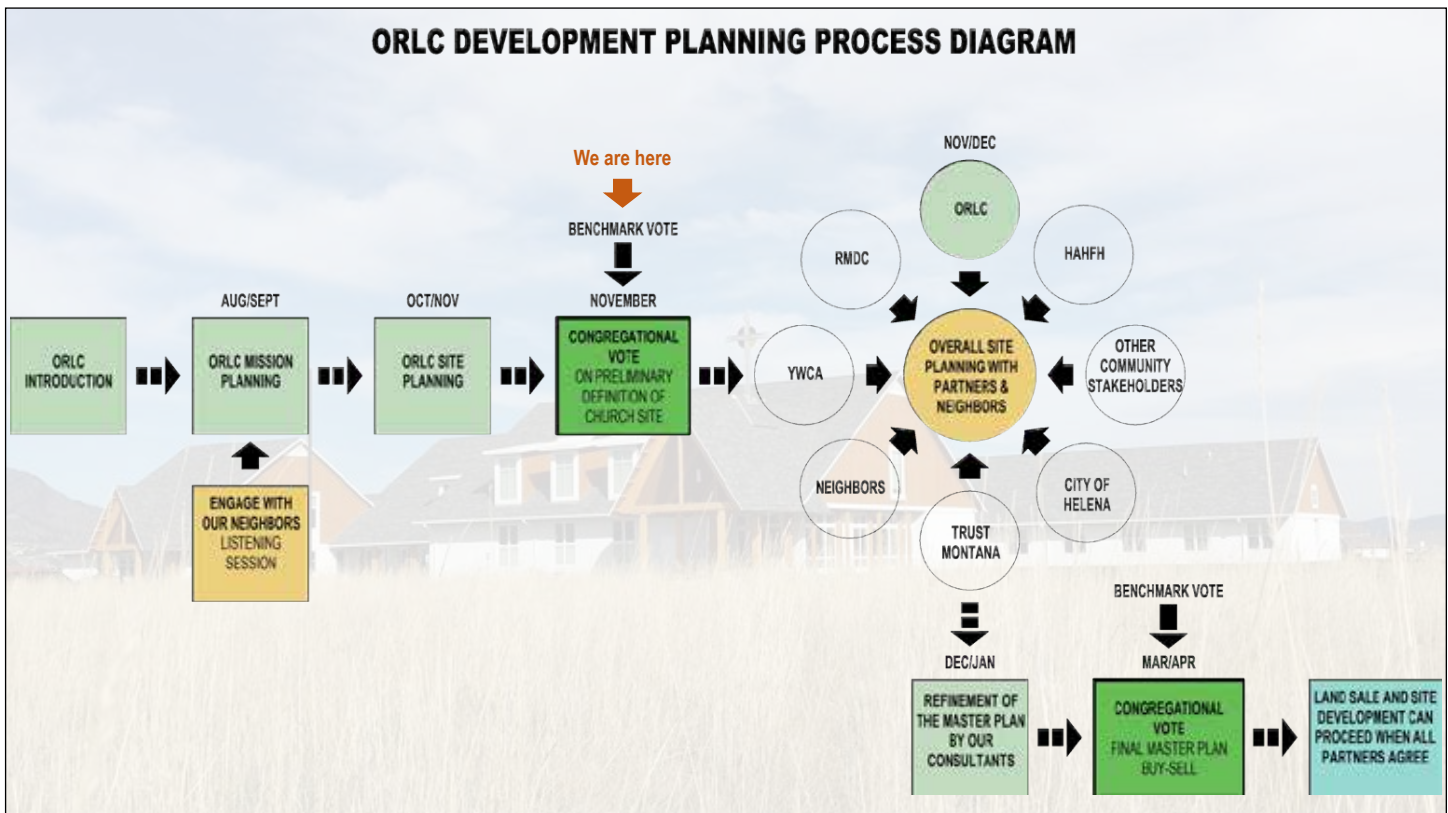 ORLC DEVELOPMENT PLANNING PROCESS DIAGRAM
We are here
BENCHMARK VOTE
ORLC
INTRODUCTION
AUG/SEPT
ORLC MISSION
PLANNING
ENGAGE WITH
OUR NEIGHBORS
LISTENING
SESSION
OCT/NOV
ORLC SITE
PLANNING
NOVEMBER
CONGREGATIONAL
VOTE
ON PRELIMINARY
DEFINITION OF
CHURCH SITE
NOV/DEC
ORLC
RMDC
HAHFH
YWCA
OVERALL SITE
PLANNING WITH
PARTNERS &
NEIGHBORS
OTHER
COMMUNITY
STAKEHOLDERS
NEIGHBORS
CITY OF
HELENA
TRUST
MONTANA
DEC/JAN
REFINEMENT OF
THE MASTER PLAN
BY OUR
CONSULTANTS
BENCHMARK VOTE
MAR/APR
CONGREGATIONAL
VOTE
FINAL MASTER PLAN
BUY-SELL
LAND SALE AND SITE
DEVELOPMENT CAN
PROCEED WHEN ALL
PARTNERS AGREE